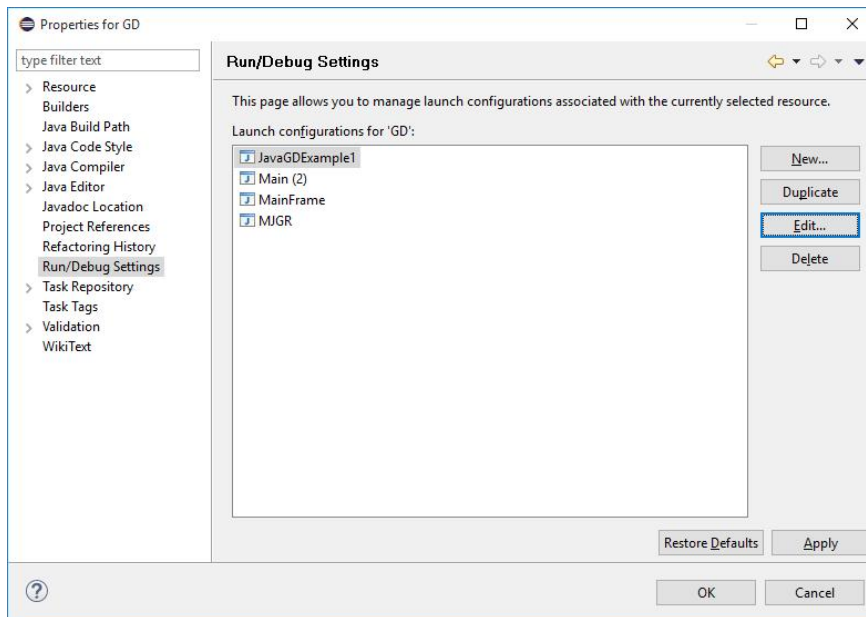 Properties for GD
type filter text
Resource
Builders
Java Build Path
Java Code Style
Java Compiler
Java Editor
Javadoc Location
Project References
Refactoring History
Run/Debug Settings
Task Repository
Task Tags
Validation
WikiText
Run/Debug Settings
This page allows you to manage launch configurations associated with the currently selected resource.
Launch configurations for 'GD':
JavaGDExample1
Main (2)
MainFrame
MJGR
New...
Duplicate
Edit...
Delete
Restore Defaults
Apply
OK
Cancel